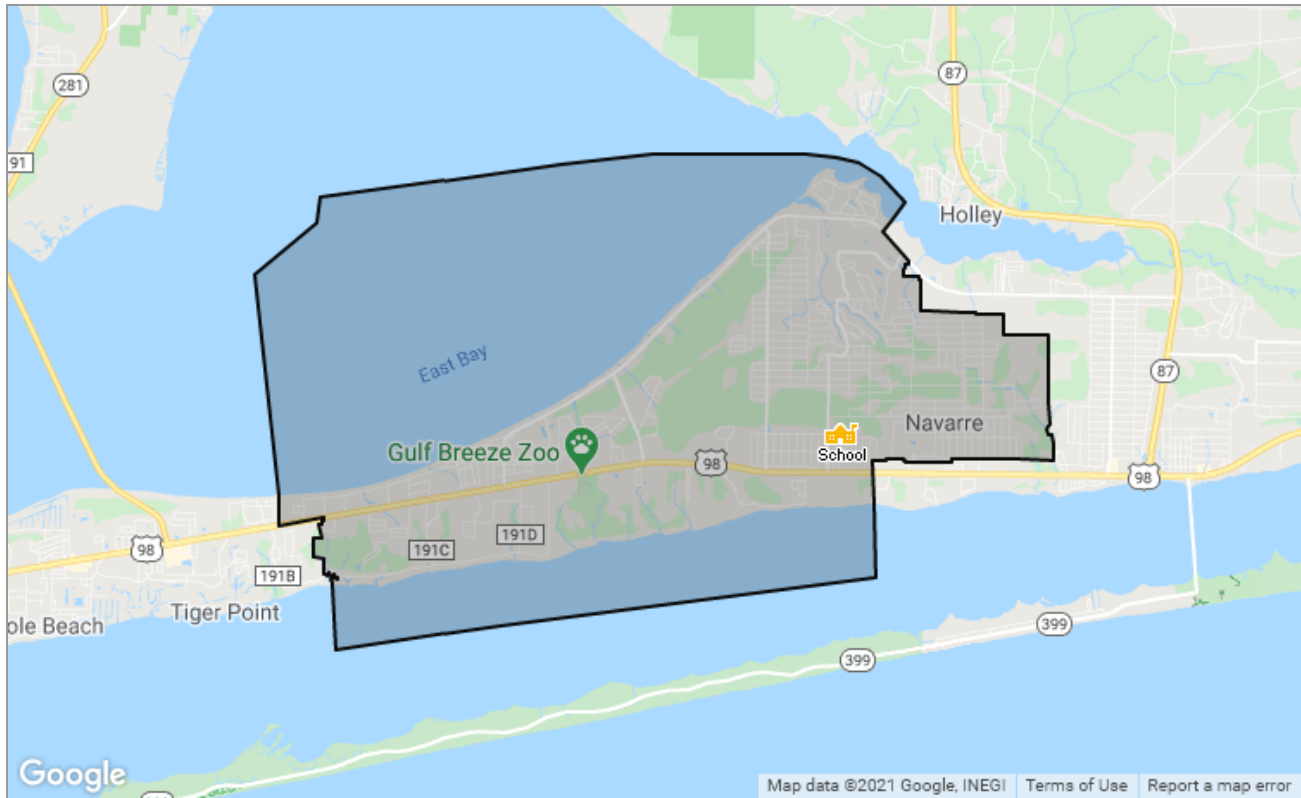 281
87
91
Holley
East Bay
87
Navarre
School
Gulf Breeze Zoo
98
98
191D
191C
98
191B
Tiger Point
ole Beach
399
399
Google
Map data ©2021 Google, INEGI
Terms of Use
Report a map error